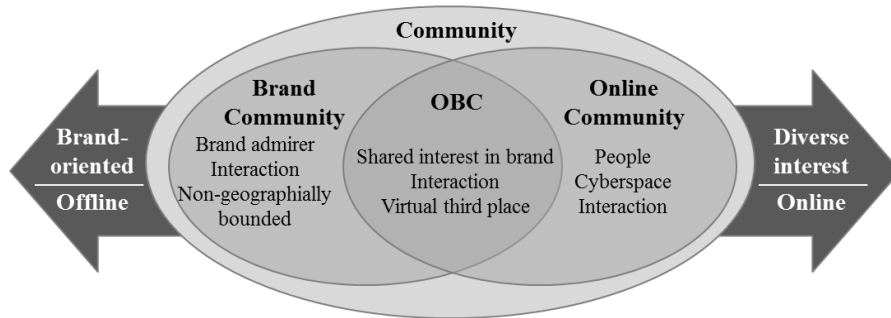 Community
Brand
Community
Brand admirer
Interaction
Non-geographially
bounded
OBC
Shared interest in brand
Interaction
Virtual third place
Online
Community
People
Cyberspace
Interaction
Brand-
oriented
Offline
Diverse
interest
Online